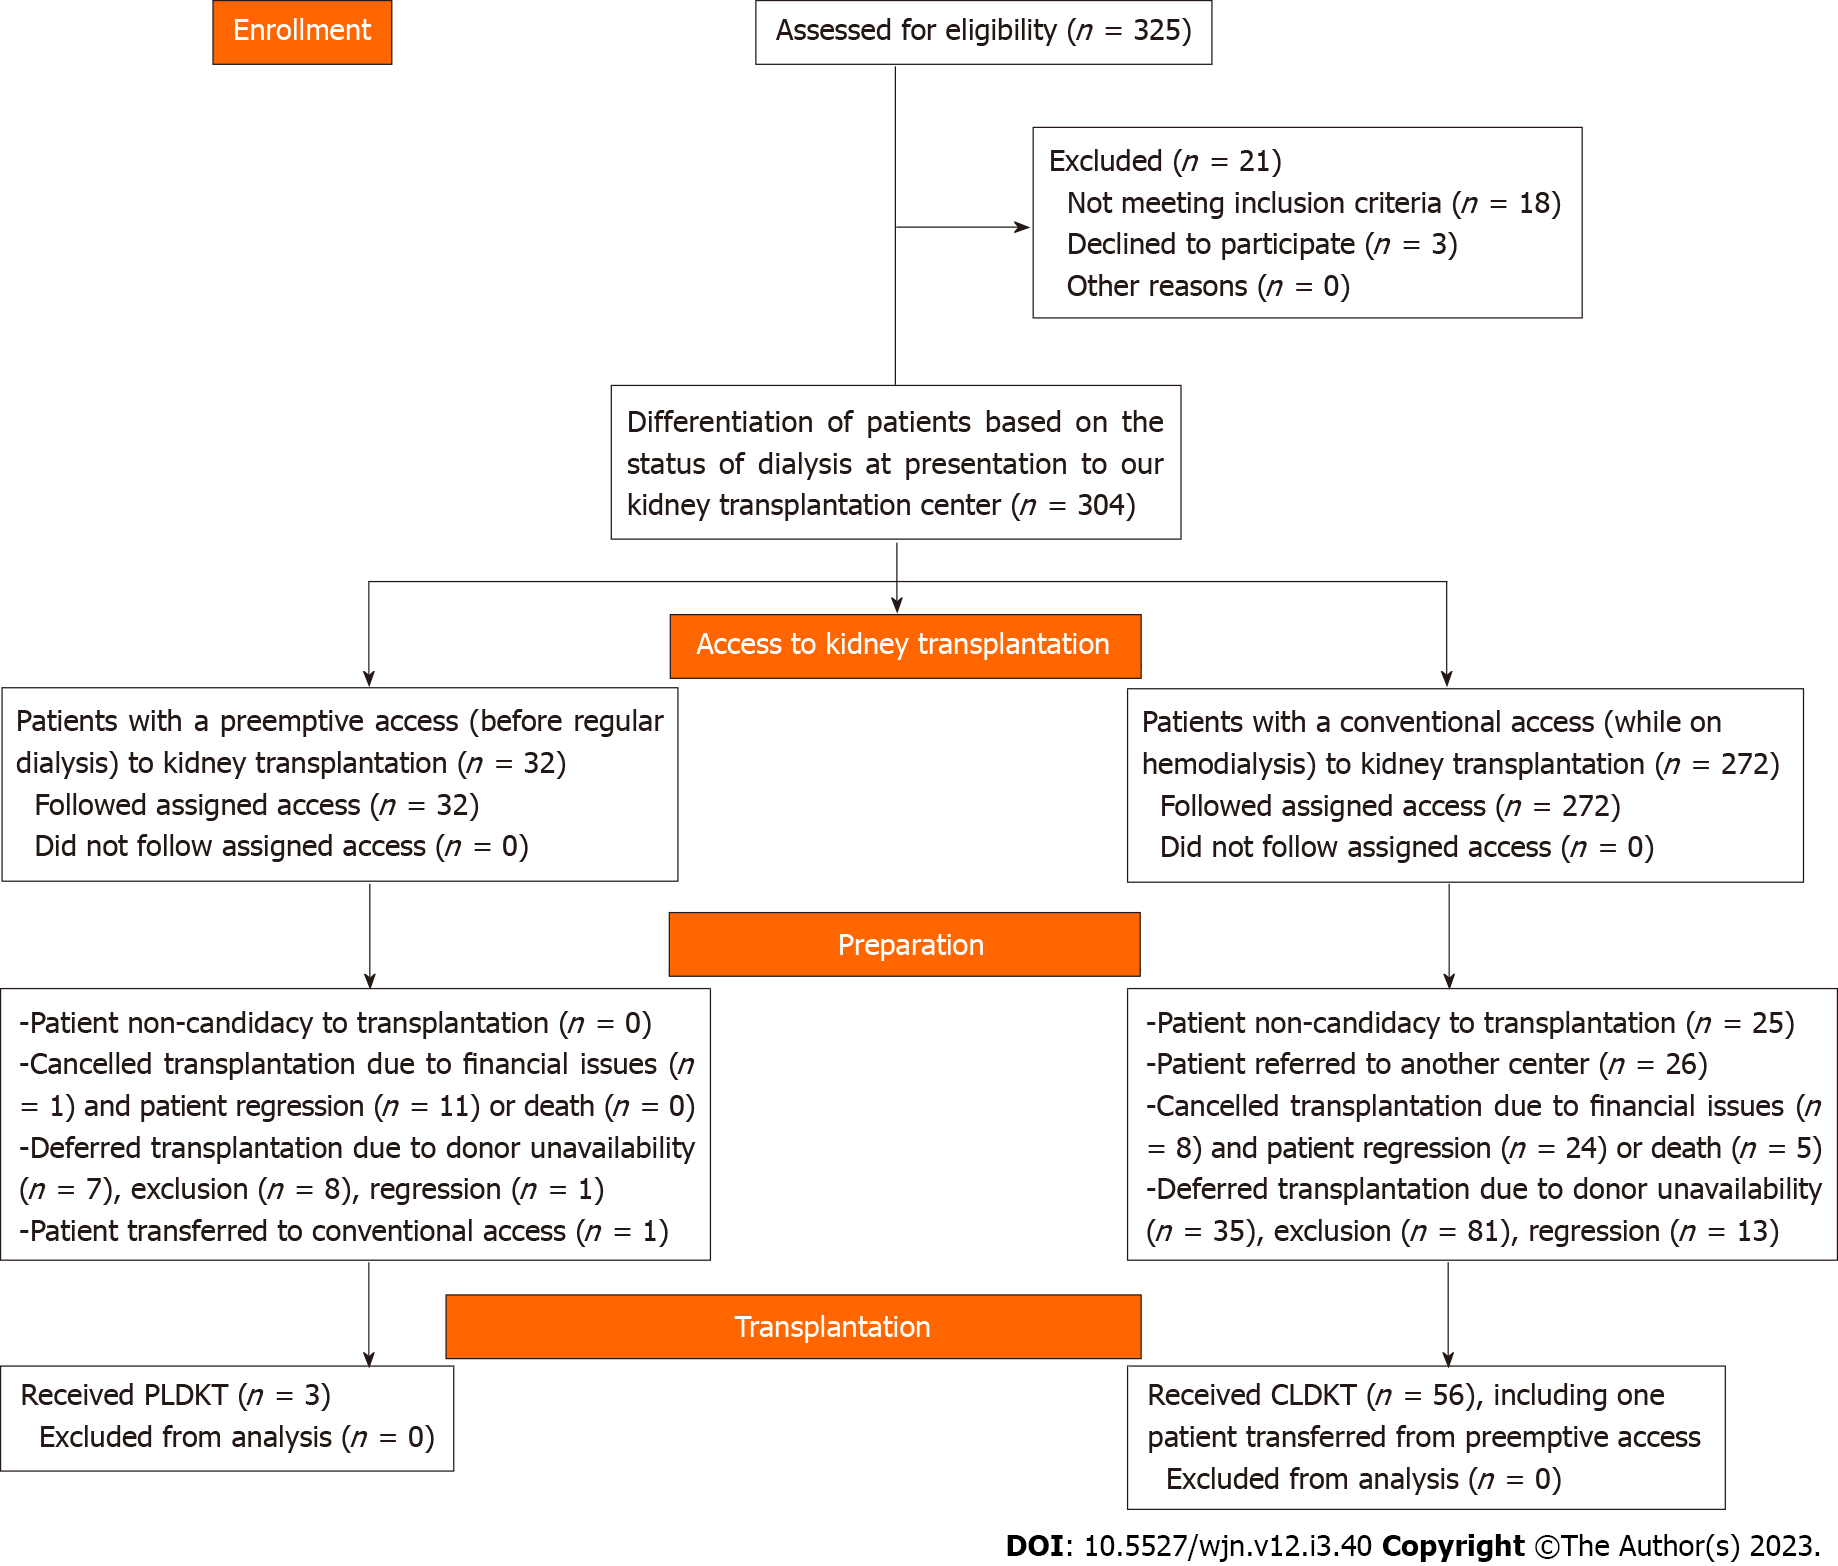 Enrollment
Assessed for eligibility (n = 325)
Excluded (n = 21)
Not meeting inclusion criteria (n = 18)
Declined to participate (n = 3)
Other reasons (n = 0)
Differentiation of patients based on the
status of dialysis at presentation to our
kidney transplantation center (n = 304)
Access to kidney transplantation
Patients with a preemptive access (before regular
dialysis) to kidney transplantation (n = 32)
Followed assigned access (n = 32)
Did not follow assigned access (n = 0)
Patients with a conventional access (while on
hemodialysis) to kidney transplantation (n = 272)
Followed assigned access (n = 272)
Did not follow assigned access (n = 0)
Preparation
-Patient non-candidacy to transplantation (n = 0)
-Cancelled transplantation due to financial issues (n
= 1) and patient regression (n = 11) or death (n = 0)
-Deferred transplantation due to donor unavailability
(n = 7), exclusion (n = 8), regression (n = 1)
-Patient transferred to conventional access (n = 1)
-Patient non-candidacy to transplantation (n = 25)
-Patient referred to another center (n = 26)
-Cancelled transplantation due to financial issues (n
= 8) and patient regression (n = 24) or death (n = 5)
-Deferred transplantation due to donor unavailability
(n = 35), exclusion (n = 81), regression (n = 13)
Transplantation
Received PLDKT (n = 3)
Excluded from analysis (n = 0)
Received CLDKT (n = 56), including one
patient transferred from preemptive access
Excluded from analysis (n = 0)
DOI: 10.5527/wjn.v12.i3.40 Copyright ©The Author(s) 2023.